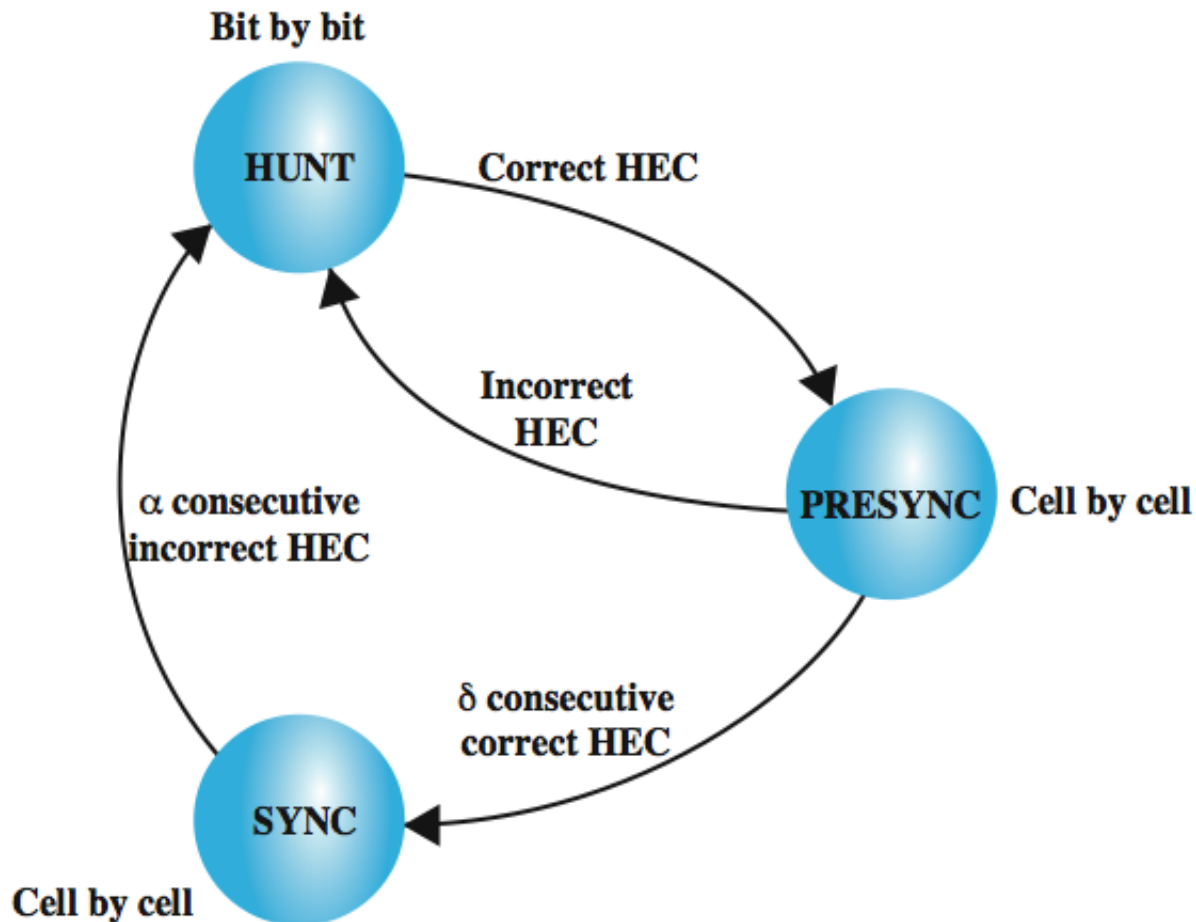 Bit by bit
HUNT
Correct HEC
Incorrect
HEC
PRESYNC
Cell by cell
α consecutive
incorrect HEC
δ consecutive
correct HEC
SYNC
Cell by cell